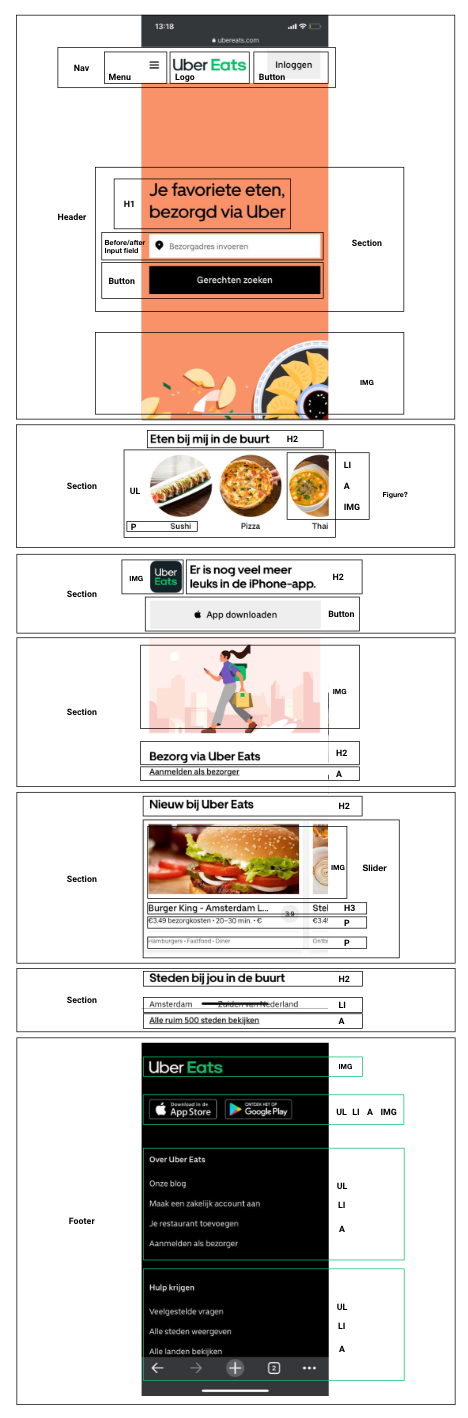 13:18
ubereats.com
Nav
Menu
Uber Eats
Logo
Inloggen
Button
Header
H1
Je favoriete eten,
bezorgd via Uber
Before/after
Input field
Bezorgadres invoeren
Section
Button
Gerechten zoeken
IMG
Eten bij mij in de buurt
H2
Section
UL
LI
A
IMG
Figure?
P
Sushi
Pizza
Thai
Section
IMG
Uber
Eats
Er is nog veel meer
leuks in de iPhone-app.
H2
App downloaden
Button
Section
IMG
Bezorg via Uber Eats
H2
Aanmelden als bezorger
A
Nieuw bij Uber Eats
H2
Section
IMG
Slider
Burger King - Amsterdam L...
Stel
H3
€3.49 bezorgkosten • 20–30 min. • €
3.9
€3.4
P
Hamburgers • Fastfood • Diner
Ontbi
P
Steden bij jou in de buurt
H2
Section
Amsterdam
Zuiden van Nederland
LI
Alle ruim 500 steden bekijken
A
Uber Eats
IMG
Download in de
App Store
ONTDEK HET OP
Google Play
UL LI A IMG
Over Uber Eats
Onze blog
UL
Maak een zakelijk account aan
LI
Footer
Je restaurant toevoegen
A
Aanmelden als bezorger
Hulp krijgen
Veelgestelde vragen
UL
Alle steden weergeven
LI
Alle landen bekijken
A
2